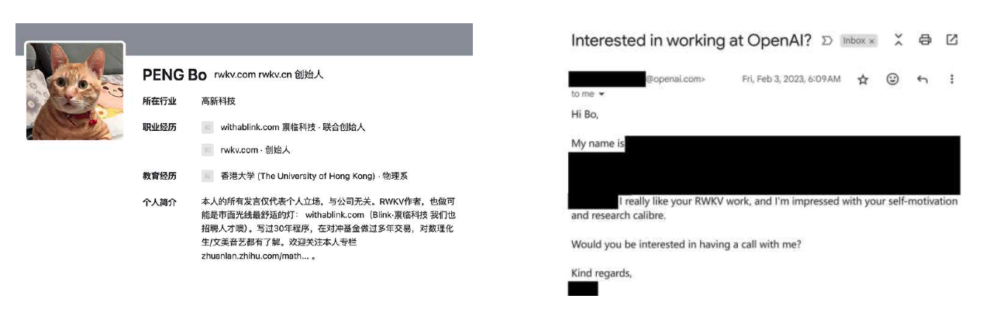 PENG Bo rwkv.com rwkv.cn 创始人
所在行业 高新科技
职业经历 withablink.com 禀临科技 · 联合创始人
rwkv.com · 创始人
教育经历 香港大学 (The University of Hong Kong) · 物理系
个人简介 本人的所有发言仅代表个人立场，与公司无关。RWKV作者，也做可
能是市面光线最舒适的灯： withablink.com（Blink·禀临科技 我们也
招聘人才噢）。写过30年程序，在对冲基金做过多年交易，对数理化
生/文美音艺都有了解。欢迎关注本人专栏
zhuanlan.zhihu.com/math... 。
Interested in working at OpenAI? Inbox ×
@openai.com> Fri, Feb 3, 2023, 6:09 AM
to me
Hi Bo,
My name is
I really like your RWKV work, and I'm impressed with your self-motivation
and research calibre.
Would you be interested in having a call with me?
Kind regards,